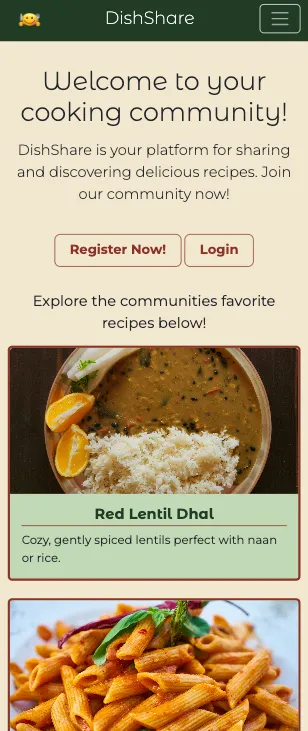 DishShare
Welcome to your
cooking community!
DishShare is your platform for sharing
and discovering delicious recipes. Join
our community now!
Register Now! Login
Explore the communities favorite
recipes below!
Red Lentil Dhal
Cozy, gently spiced lentils perfect with naan
or rice.